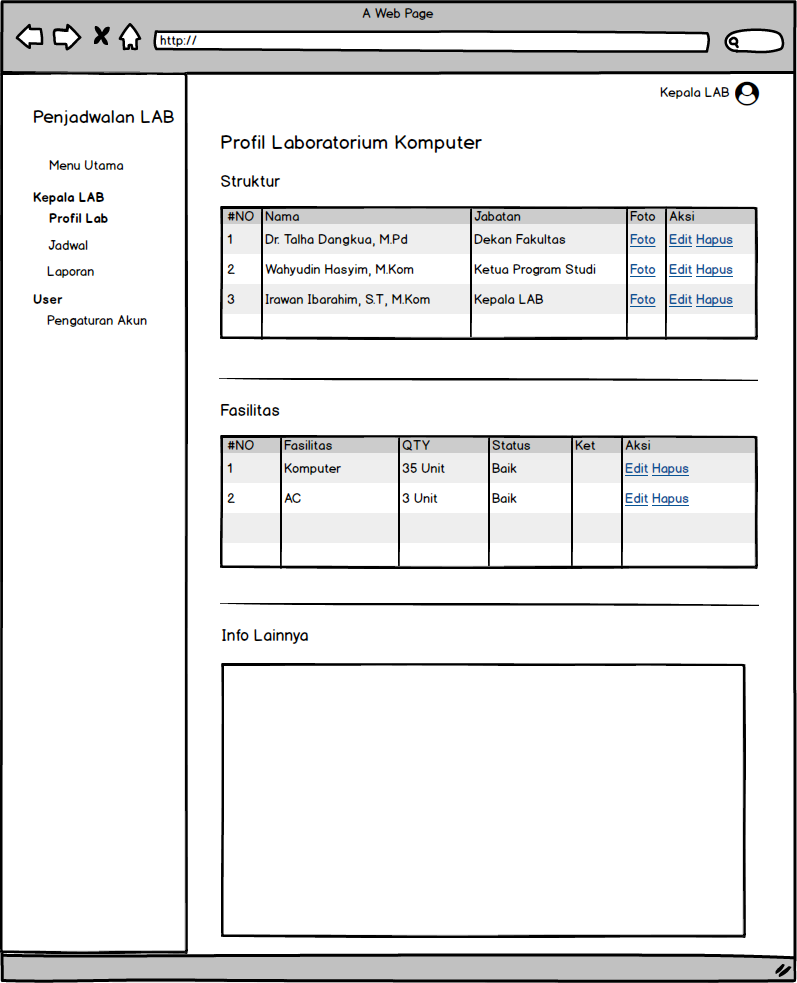 A Web Page
http://
Kepala LAB
Penjadwalan LAB
Menu Utama
Kepala LAB
Profil Lab
Jadwal
Laporan
User
Pengaturan Akun
Profil Laboratorium Komputer
Struktur
#NO Nama Jabatan Foto Aksi
1 Dr. Talha Dangkua, M.Pd Dekan Fakultas Foto Edit Hapus
2 Wahyudin Hasyim, M.Kom Ketua Program Studi Foto Edit Hapus
3 Irawan Ibarahim, S.T, M.Kom Kepala LAB Foto Edit Hapus
Fasilitas
#NO Fasilitas QTY Status Ket Aksi
1 Komputer 35 Unit Baik Edit Hapus
2 AC 3 Unit Baik Edit Hapus
Info Lainnya